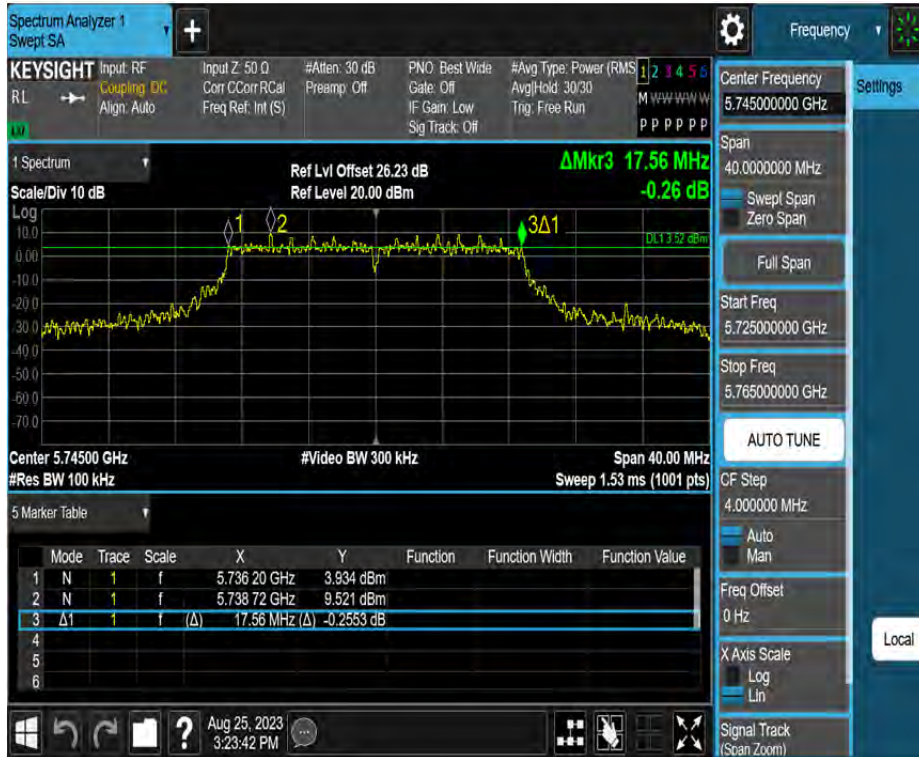 Spectrum Analyzer 1
Swept SA
+
Frequency
KEYSIGHT
RL
Input: RF
Coupling: DC
Align: Auto
Input Z: 50 Ω
Corr CCorr RCal
Freq Ref: Int (S)
#Atten: 30 dB
Preamp: Off
PNO: Best Wide
Gate: Off
IF Gain: Low
Sig Track: Off
#Avg Type: Power (RMS
Avg|Hold: 30/30
Trig: Free Run
1 2 3 4 5 6
M W W W W W
P P P P P P
1 Spectrum
Scale/Div 10 dB
Ref Lvl Offset 26.23 dB
Ref Level 20.00 dBm
ΔMkr3 17.56 MHz
-0.26 dB
Log
10.0
0.00
-10.0
-20.0
-30.0
-40.0
-50.0
-60.0
-70.0
1
2
3Δ1
DL1 3.52 dBm
Center 5.74500 GHz
#Res BW 100 kHz
#Video BW 300 kHz
Span 40.00 MHz
Sweep 1.53 ms (1001 pts)
5 Marker Table
Mode Trace Scale X Y Function Function Width Function Value
1 N 1 f 5.736 20 GHz 3.934 dBm
2 N 1 f 5.738 72 GHz 9.521 dBm
3 Δ1 1 f (Δ) 17.56 MHz (Δ) -0.2553 dB
4
5
6
?
Aug 25, 2023
3:23:42 PM
Center Frequency
5.745000000 GHz
Span
40.0000000 MHz
Swept Span
Zero Span
Full Span
Start Freq
5.725000000 GHz
Stop Freq
5.765000000 GHz
AUTO TUNE
CF Step
4.000000 MHz
Auto
Man
Freq Offset
0 Hz
X Axis Scale
Log
Lin
Signal Track
(Span Zoom)
Settings
Local